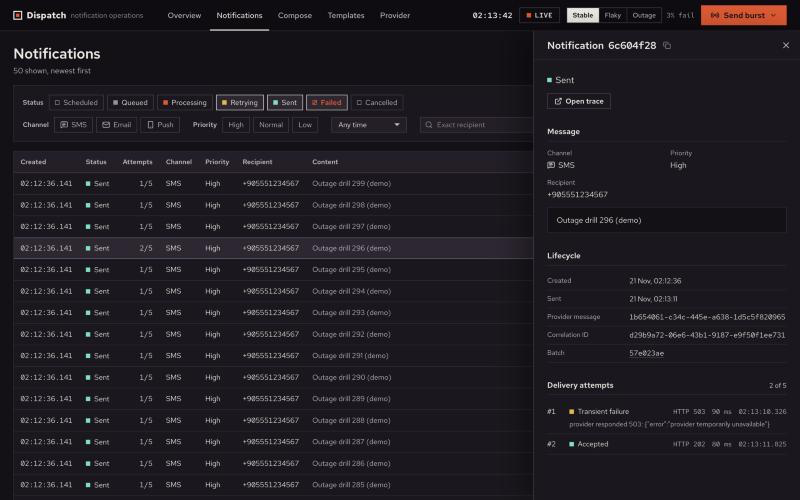 Dispatch notification operations Overview Notifications Compose Templates Provider 02:13:42 LIVE Stable Flaky Outage 3% fail Send burst
Notifications
50 shown, newest first
Status Scheduled Queued Processing Retrying Sent Failed Cancelled
Channel SMS Email Push Priority High Normal Low Any time Exact recipient
Created Status Attempts Channel Priority Recipient Content
02:12:36.141 Sent 1/5 SMS High +905551234567 Outage drill 299 (demo)
02:12:36.141 Sent 1/5 SMS High +905551234567 Outage drill 298 (demo)
02:12:36.141 Sent 1/5 SMS High +905551234567 Outage drill 297 (demo)
02:12:36.141 Sent 2/5 SMS High +905551234567 Outage drill 296 (demo)
02:12:36.141 Sent 1/5 SMS High +905551234567 Outage drill 295 (demo)
02:12:36.141 Sent 1/5 SMS High +905551234567 Outage drill 294 (demo)
02:12:36.141 Sent 1/5 SMS High +905551234567 Outage drill 293 (demo)
02:12:36.141 Sent 1/5 SMS High +905551234567 Outage drill 292 (demo)
02:12:36.141 Sent 1/5 SMS High +905551234567 Outage drill 291 (demo)
02:12:36.141 Sent 1/5 SMS High +905551234567 Outage drill 290 (demo)
02:12:36.141 Sent 1/5 SMS High +905551234567 Outage drill 289 (demo)
02:12:36.141 Sent 1/5 SMS High +905551234567 Outage drill 288 (demo)
02:12:36.141 Sent 1/5 SMS High +905551234567 Outage drill 287 (demo)
02:12:36.141 Sent 1/5 SMS High +905551234567 Outage drill 286 (demo)
02:12:36.141 Sent 1/5 SMS High +905551234567 Outage drill 285 (demo)
Notification 6c604f28
Sent
Open trace
Message
Channel Priority
SMS High
Recipient
+905551234567
Outage drill 296 (demo)
Lifecycle
Created 21 Nov, 02:12:36
Sent 21 Nov, 02:13:11
Provider message 1b654061-c34c-445e-a638-1d5c5f820965
Correlation ID d29b9a72-06e6-43b1-9187-e9f50f1ee731
Batch 57e023ae
Delivery attempts 2 of 5
#1 Transient failure HTTP 503 90 ms 02:13:10.326
provider responded 503: {"error":"provider temporarily unavailable"}
#2 Accepted HTTP 202 80 ms 02:13:11.825